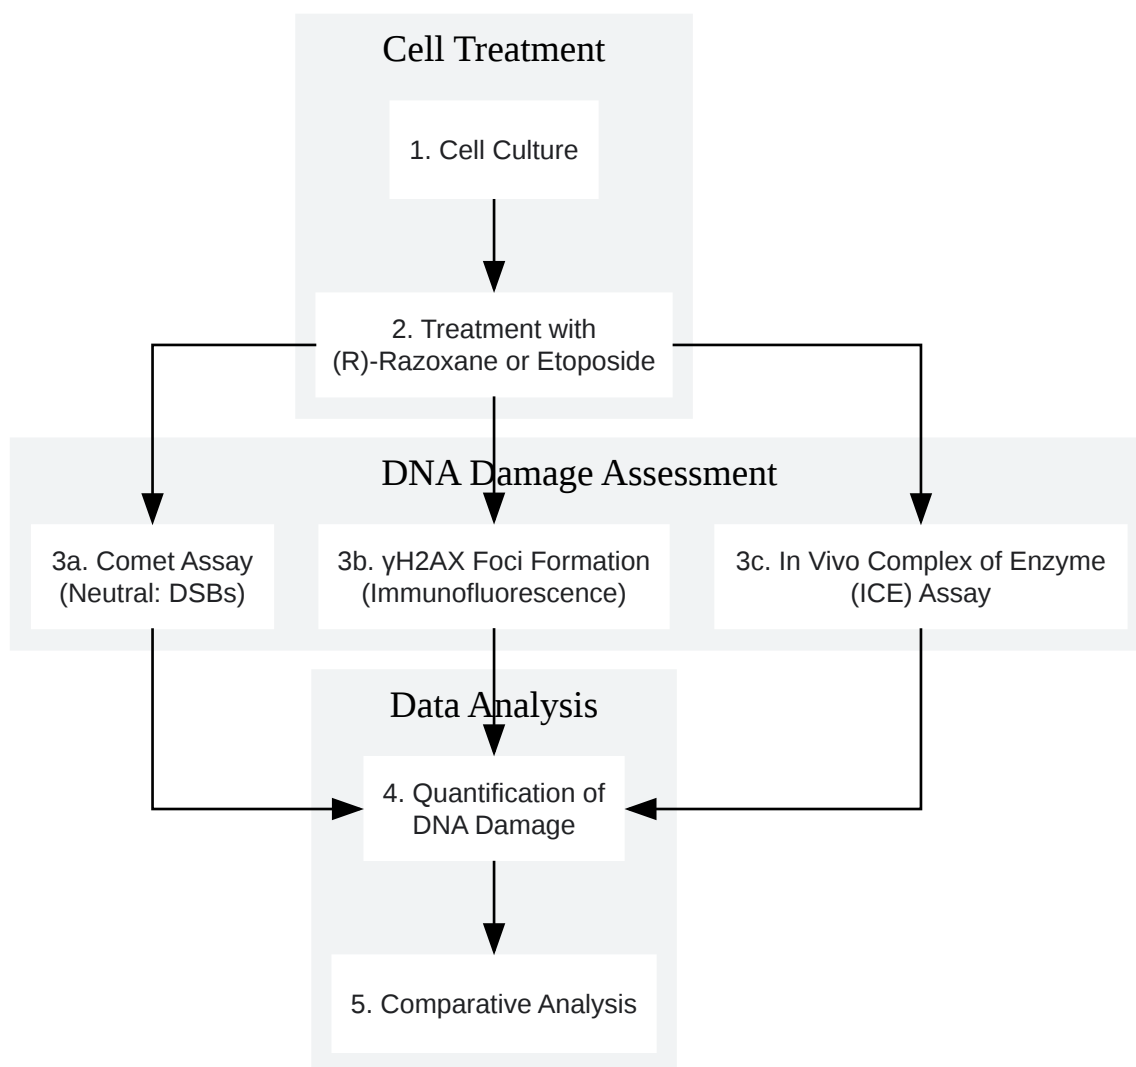 Cell Treatment
1. Cell Culture
2. Treatment with
(R)-Razoxane or Etoposide
DNA Damage Assessment
3a. Comet Assay
(Neutral: DSBs)
3b. γH2AX Foci Formation
(Immunofluorescence)
3c. In Vivo Complex of Enzyme
(ICE) Assay
Data Analysis
4. Quantification of
DNA Damage
5. Comparative Analysis